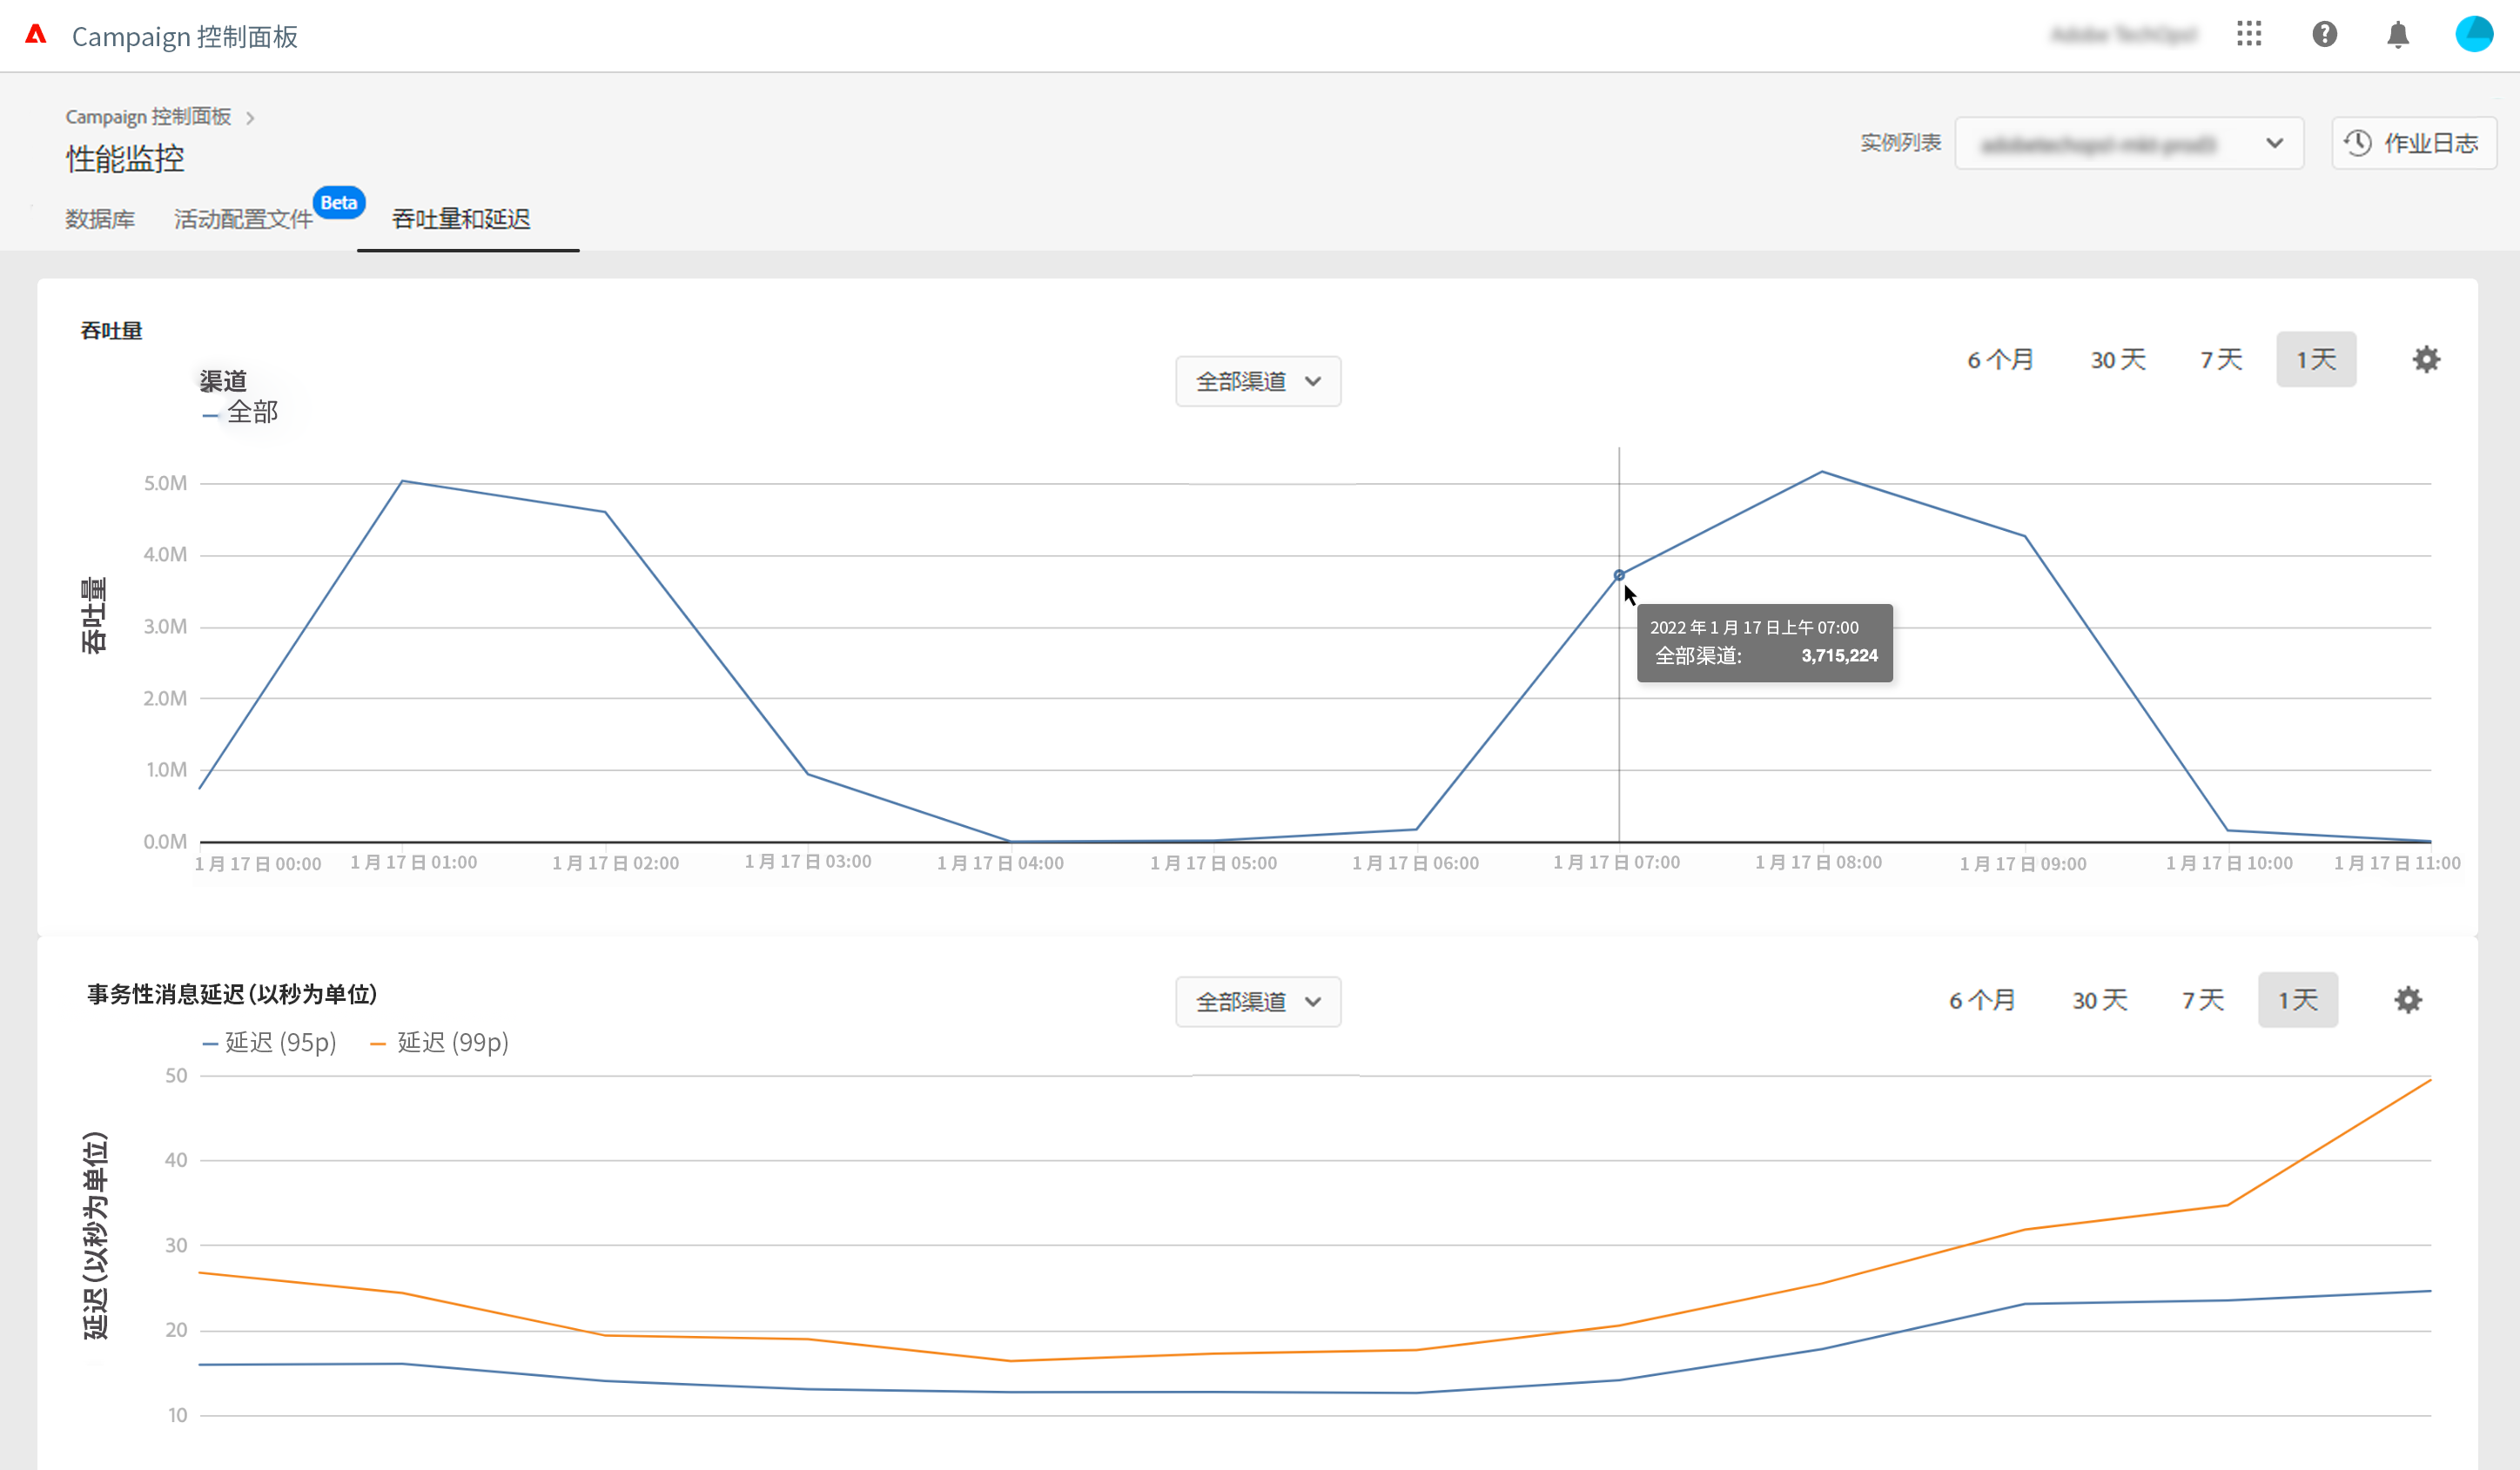 Campaign 控制面板
Campaign 控制面板
性能监控
实例列表
作业日志
数据库 活动配置文件 Beta 吞吐量和延迟
吞吐量
6 个月 30 天 7 天 1 天
渠道
全部渠道
全部
5.0M
4.0M
3.0M
2.0M
1.0M
0.0M
吞吐量
2022 年 1 月 17 日上午 07:00
全部渠道: 3,715,224
1 月 17 日 00:00 1 月 17 日 01:00 1 月 17 日 02:00 1 月 17 日 03:00 1 月 17 日 04:00 1 月 17 日 05:00 1 月 17 日 06:00 1 月 17 日 07:00 1 月 17 日 08:00 1 月 17 日 09:00 1 月 17 日 10:00 1 月 17 日 11:00
事务性消息延迟(以秒为单位)
全部渠道
6 个月 30 天 7 天 1 天
延迟 (95p) 延迟 (99p)
50
40
30
20
10
延迟(以秒为单位)